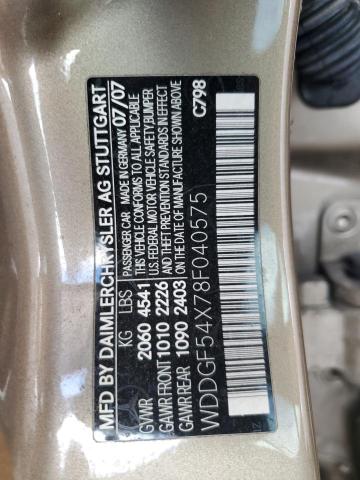 MFD BY DAIMLERCHRYSLER AG STUTTGART
PASSENGER CAR MADE IN GERMANY 07/07
KG LBS
THIS VEHICLE CONFORMS TO ALL APPLICABLE
GVWR 2060 4541 U.S. FEDERAL MOTOR VEHICLE SAFETY BUMPER
GAWR FRONT 1010 2226 AND THEFT PREVENTION STANDARDS IN EFFECT
GAWR REAR 1090 2403 ON THE DATE OF MANUFACTURE SHOWN ABOVE
WDDGF54X78F040575 C798